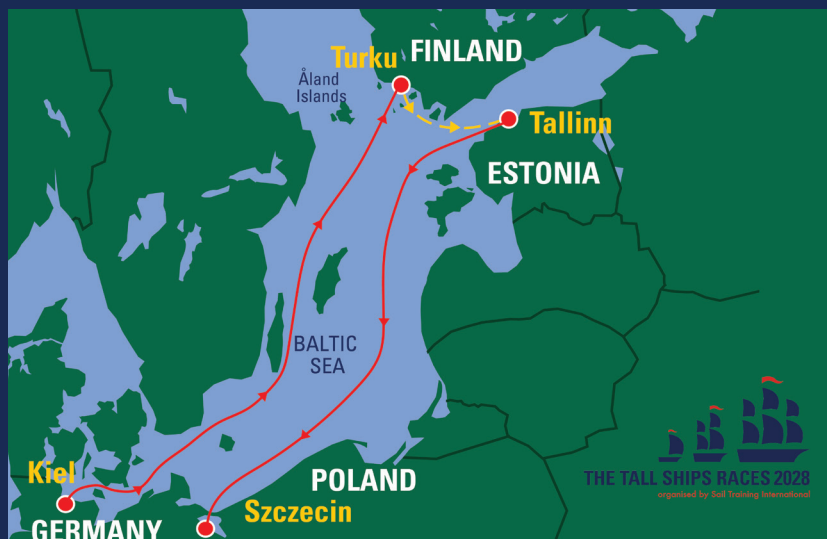 Turku
FINLAND
Åland
Islands
Tallinn
ESTONIA
BALTIC
SEA
Kiel
GERMANY
POLAND
Szczecin
THE TALL SHIPS RACES 2028
organised by Sail Training International